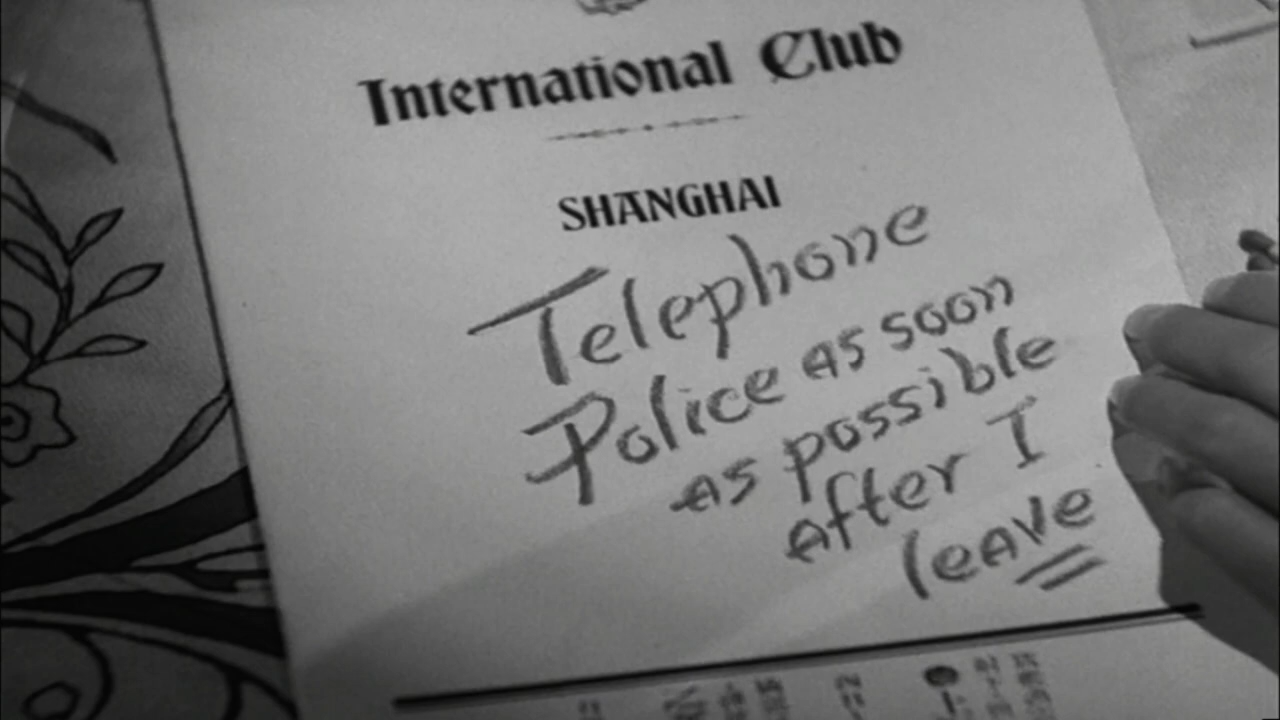 International Club
SHANGHAI
Telephone
Police as soon
as possible
after I
leave